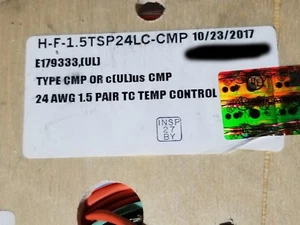 H-F-1.5TSP24LC-CMP 10/23/2017
E179333,(UL)
TYPE CMP OR c(UL)us CMP
24 AWG 1.5 PAIR TC TEMP CONTROL
INSP
27
BY